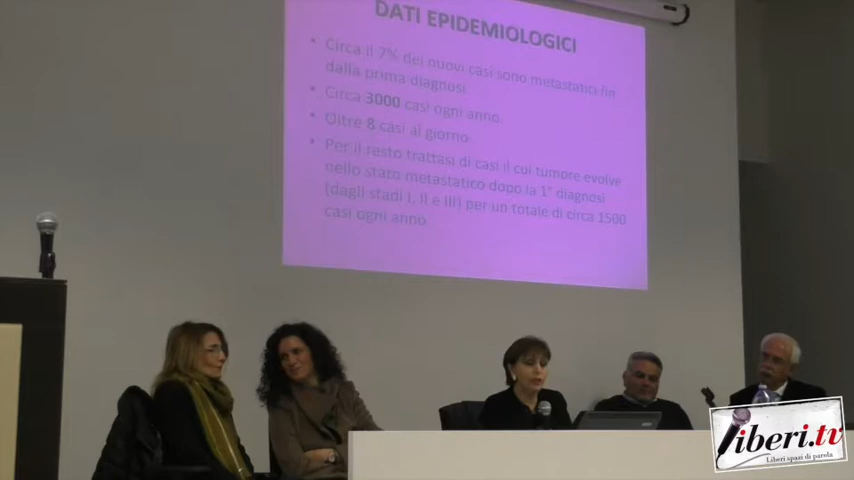 DATI EPIDEMIOLOGICI
• Circa il 7% dei nuovi casi sono metastatici fin
dalla prima diagnosi.
• Circa 3000 casi ogni anno.
• Oltre 8 casi al giorno.
• Per il resto trattasi di casi il cui tumore evolve
nello stato metastatico dopo la 1° diagnosi
(dagli stadi I, II e III) per un totale di circa 1500
casi ogni anno.
liberi.tv
Liberi spazi di parola